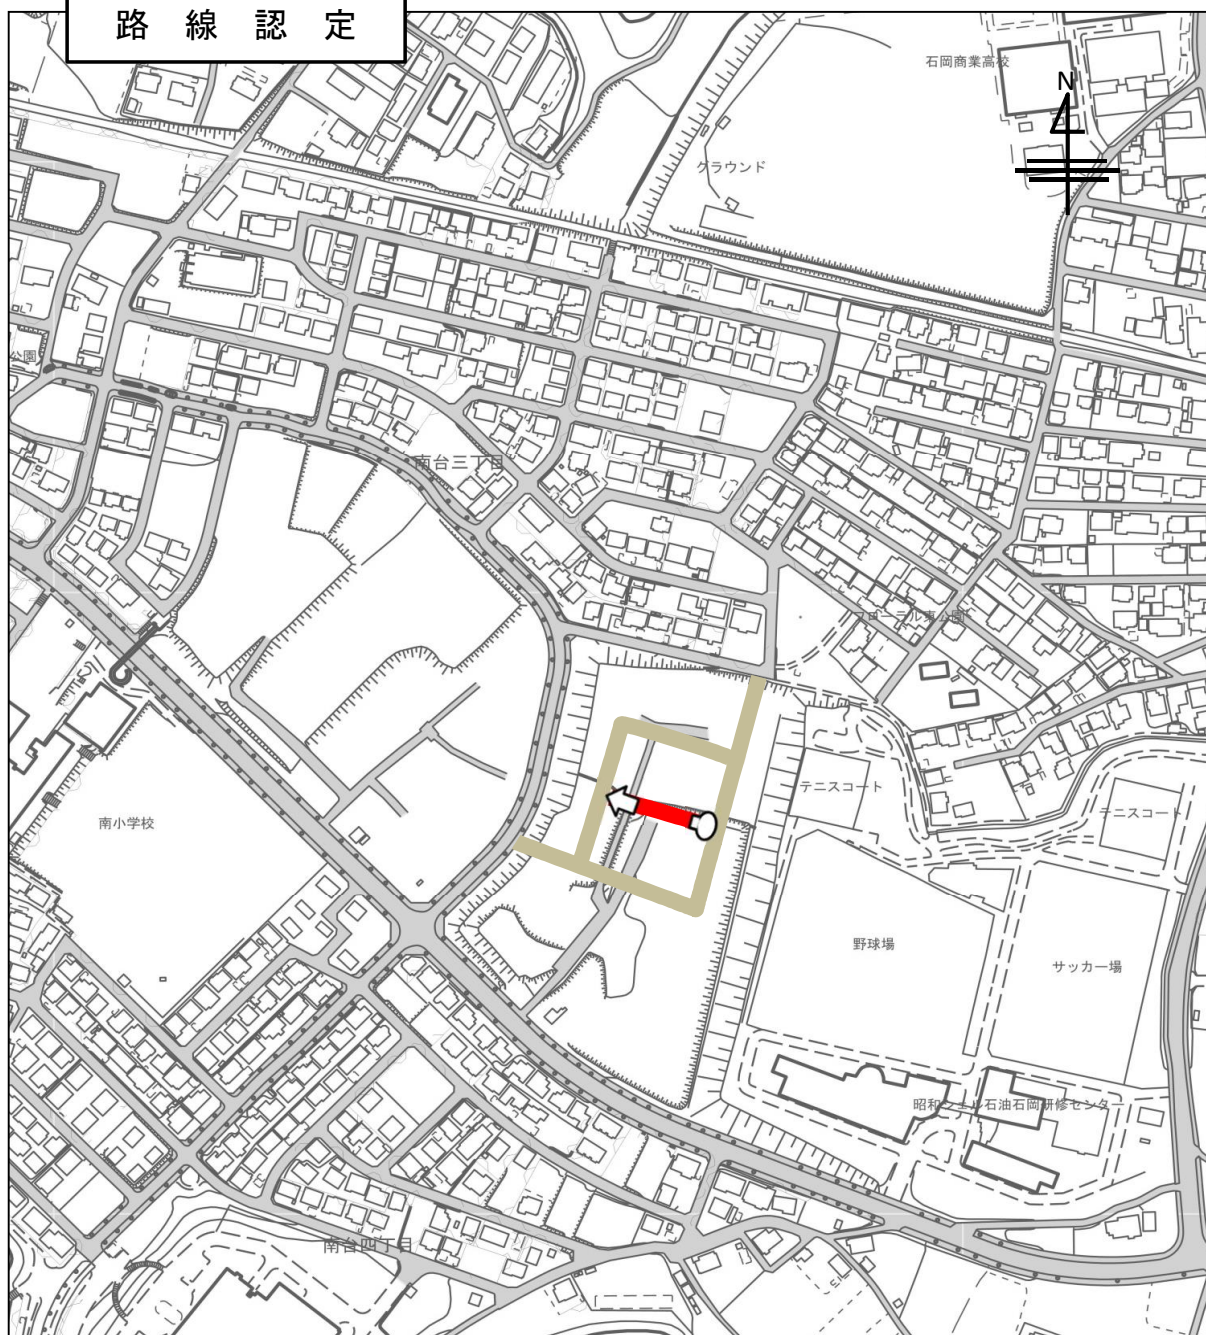 路線認定
石岡商業高校
N
グラウンド
公園
南台三丁目
フローラル東公園
テニスコート
テニスコート
南小学校
野球場
サッカー場
昭和シェル石油石岡研修センター
南台四丁目